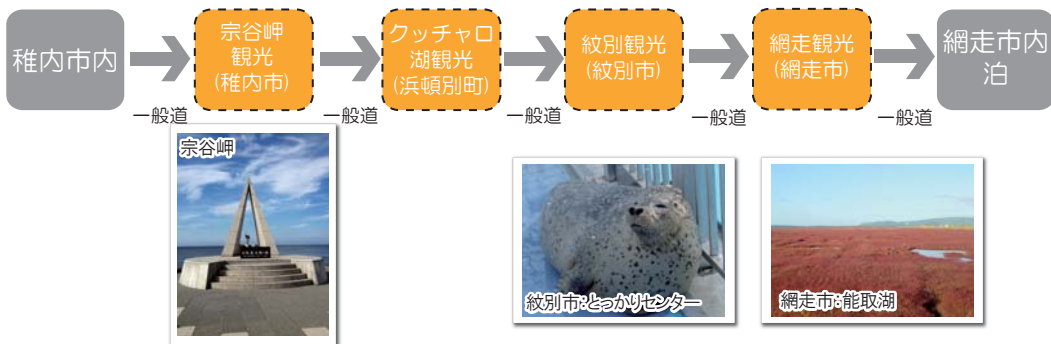 稚内市内
宗谷岬
観光
(稚内市)
クッチャロ
湖観光
(浜頓別町)
紋別観光
(紋別市)
網走観光
(網走市)
網走市内
泊
一般道
一般道
一般道
一般道
一般道
宗谷岬
紋別市:とっかりセンター
網走市:能取湖